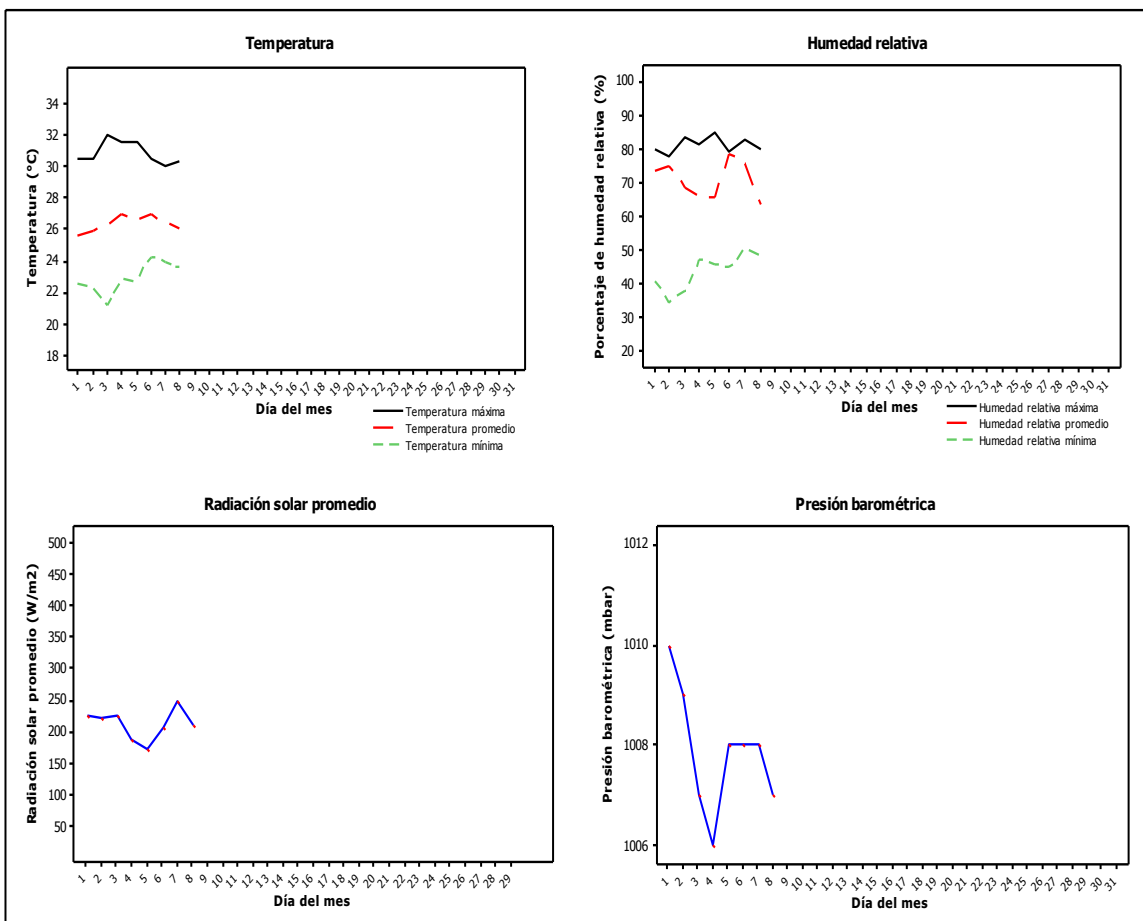 Temperatura
Temperatura (°C)
34
32
30
28
26
24
22
20
18
1 2 3 4 5 6 7 8 9 10 11 12 13 14 15 16 17 18 19 20 21 22 23 24 25 26 27 28 29 30 31
Día del mes
Temperatura máxima
Temperatura promedio
Temperatura mínima
Humedad relativa
Porcentaje de humedad relativa (%)
100
90
80
70
60
50
40
30
20
1 2 3 4 5 6 7 8 9 10 11 12 13 14 15 16 17 18 19 20 21 22 23 24 25 26 27 28 29 30 31
Día del mes
Humedad relativa máxima
Humedad relativa promedio
Humedad relativa mínima
Radiación solar promedio
Radiación solar promedio (W/m2)
500
450
400
350
300
250
200
150
100
50
1 2 3 4 5 6 7 8 9 10 11 12 13 14 15 16 17 18 19 20 21 22 23 24 25 26 27 28 29
Día del mes
Presión barométrica
Presión barométrica (mbar)
1012
1010
1008
1006
1 2 3 4 5 6 7 8 9 10 11 12 13 14 15 16 17 18 19 20 21 22 23 24 25 26 27 28 29 30 31
Día del mes